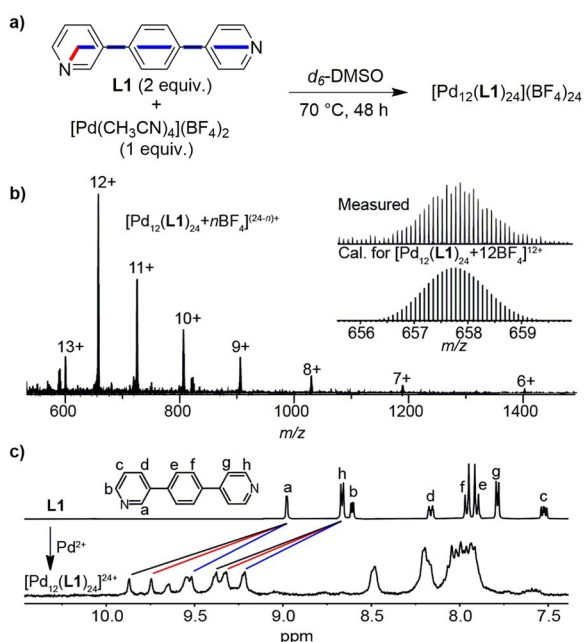 a)
N
N
L1 (2 equiv.)
+
[Pd(CH3CN)4](BF4)2
(1 equiv.)
d6-DMSO
70 °C, 48 h
[Pd12(L1)24](BF4)24
b)
12+
[Pd12(L1)24+nBF4](24-n)+
11+
10+
13+
9+
8+
7+
6+
600
800
1000
1200
1400
m/z
Measured
Cal. for [Pd12(L1)24+12BF4]12+
656
657
658
659
m/z
c)
c d e f g h
b N a N
L1
a
h
b
d
f
e
g
c
Pd2+
[Pd12(L1)24]24+
10.0
9.5
9.0
8.5
8.0
7.5
ppm